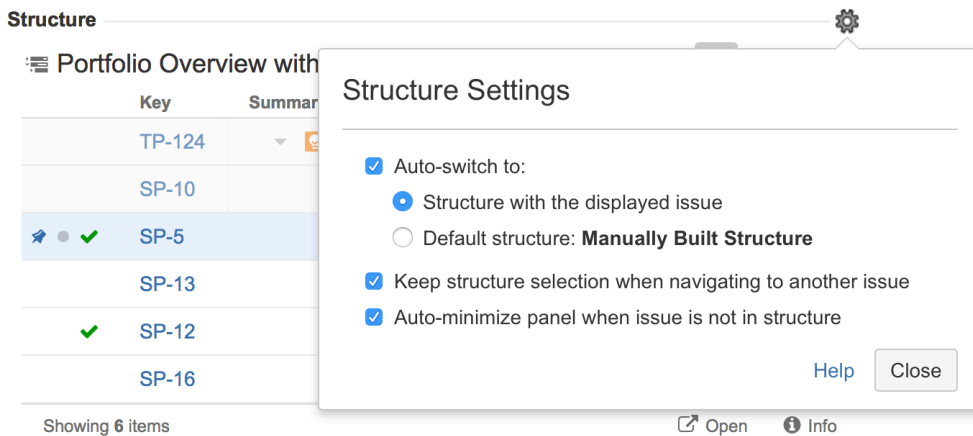 Structure
Portfolio Overview with
Structure Settings
Key Summar
TP-124
Auto-switch to:
SP-10
Structure with the displayed issue
SP-5
Default structure: Manually Built Structure
SP-13
Keep structure selection when navigating to another issue
SP-12
Auto-minimize panel when issue is not in structure
SP-16
Help Close
Showing 6 items
Open Info